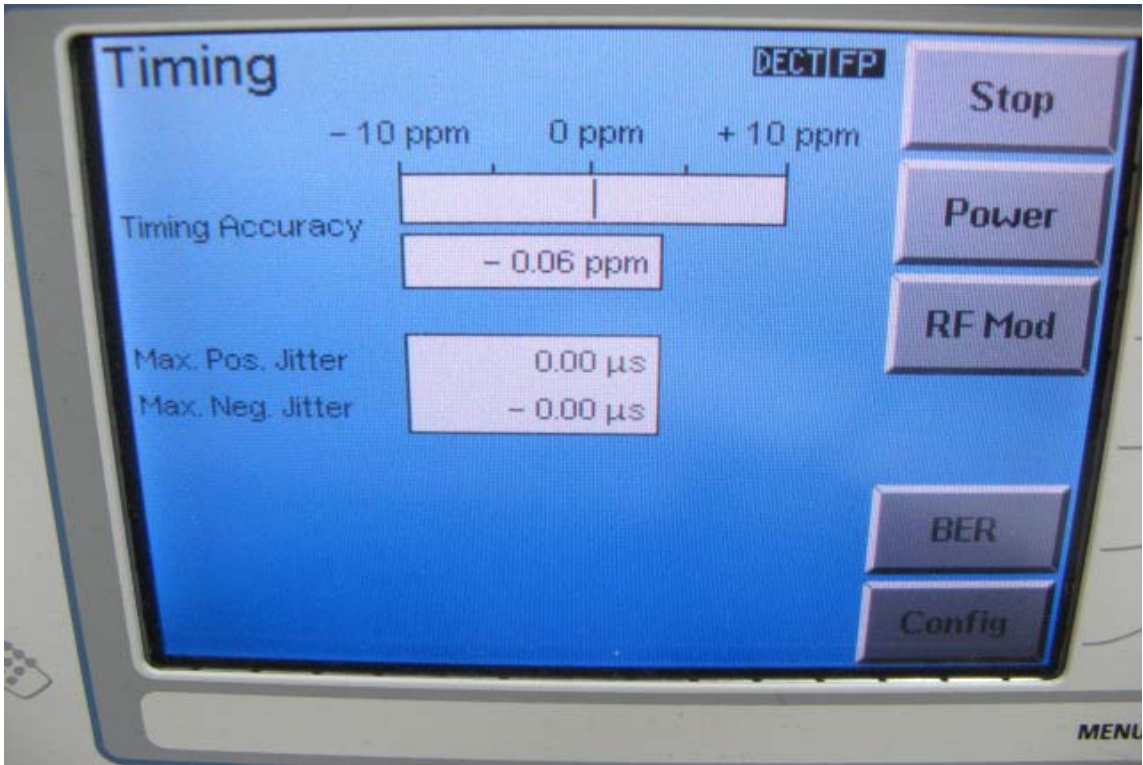 Timing
DECT FP
– 10 ppm 0 ppm + 10 ppm
Timing Accuracy
– 0.06 ppm
Max. Pos. Jitter 0.00 µs
Max. Neg. Jitter – 0.00 µs
Stop
Power
RF Mod
BER
Config
MENU